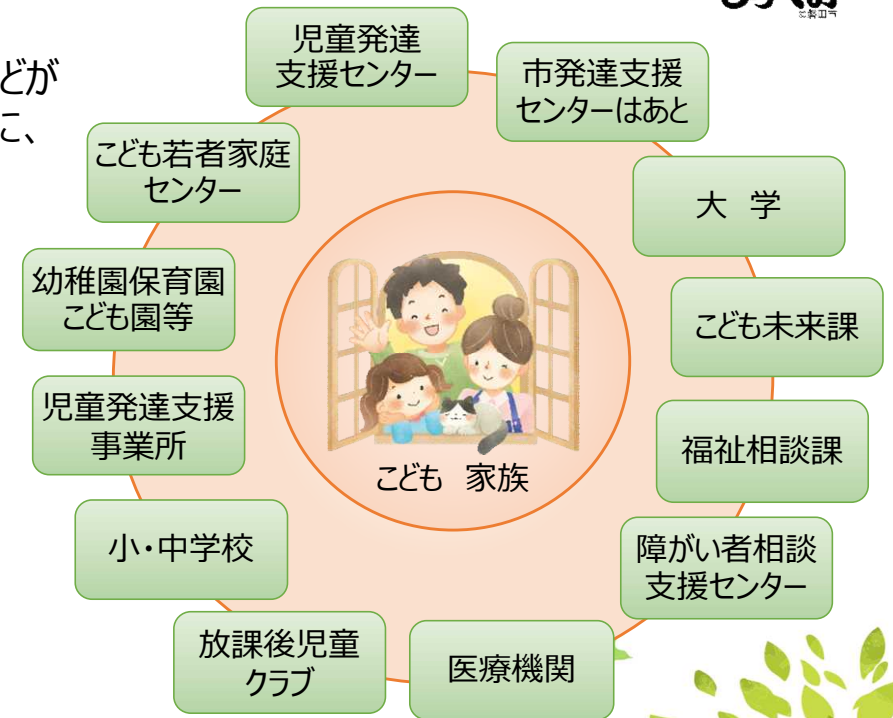 どが
に、
児童発達
支援センター
市発達支援
センターはあと
大 学
こども未来課
福祉相談課
障がい者相談
支援センター
医療機関
放課後児童
クラブ
小・中学校
児童発達支援
事業所
幼稚園保育園
こども園等
こども若者家庭
センター
こども 家族